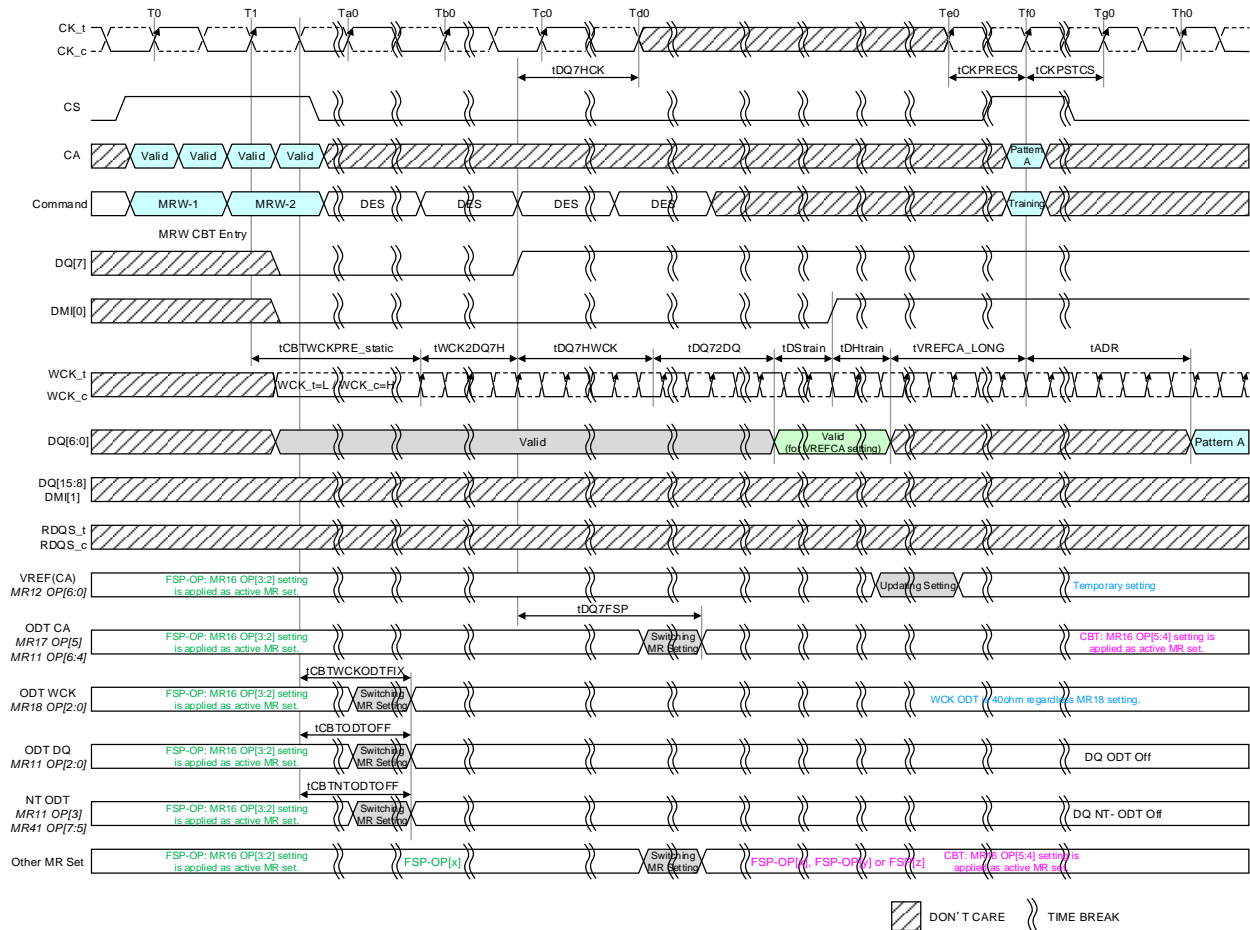 T0 T1 Ta0 Tb0 Tc0 Td0 Te0 Tf0 Tg0 Th0
CK_t
CK_c
tDQ7HCK tCKPRECS tCKPSTCS
CS
CA Valid Valid Valid Valid Pattern
A
Command MRW-1 MRW-2 DES DES DES DES Training
MRW CBT Entry
DQ[7]
DMI[0]
tCBTWCKPRE_static tWCK2DQ7H tDQ7HWCK tDQ72DQ tDStrain tDHtrain tVREFCA_LONG tADR
WCK_t
WCK_c
WCK_t=L / WCK_c=H
DQ[6:0] Valid Valid
(for VREFCA setting)
Pattern A
DQ[15:8]
DMI[1]
RDQS_t
RDQS_c
VREF(CA)
MR12 OP[6:0]
FSP-OP: MR16 OP[3:2] setting
is applied as active MR set.
Updating Setting
Temporary setting
tDQ7FSP
ODT CA
MR17 OP[5]
MR11 OP[6:4]
FSP-OP: MR16 OP[3:2] setting
is applied as active MR set.
Switching
MR Setting
CBT: MR16 OP[5:4] setting is
applied as active MR set.
tCBTWCKODTFIX
ODT WCK
MR18 OP[2:0]
FSP-OP: MR16 OP[3:2] setting
is applied as active MR set.
Switching
MR Setting
WCK ODT is 40ohm regardless MR18 setting.
tCBTODTOFF
ODT DQ
MR11 OP[2:0]
FSP-OP: MR16 OP[3:2] setting
is applied as active MR set.
Switching
MR Setting
DQ ODT Off
tCBTNTODTOFF
NT ODT
MR11 OP[3]
MR41 OP[7:5]
FSP-OP: MR16 OP[3:2] setting
is applied as active MR set.
Switching
MR Setting
DQ NT- ODT Off
Other MR Set
FSP-OP: MR16 OP[3:2] setting
is applied as active MR set.
FSP-OP[x]
Switching
MR Setting
FSP-OP[x], FSP-OP[y] or FSP[z]
CBT: MR16 OP[5:4] setting is
applied as active MR set.
DON'T CARE TIME BREAK